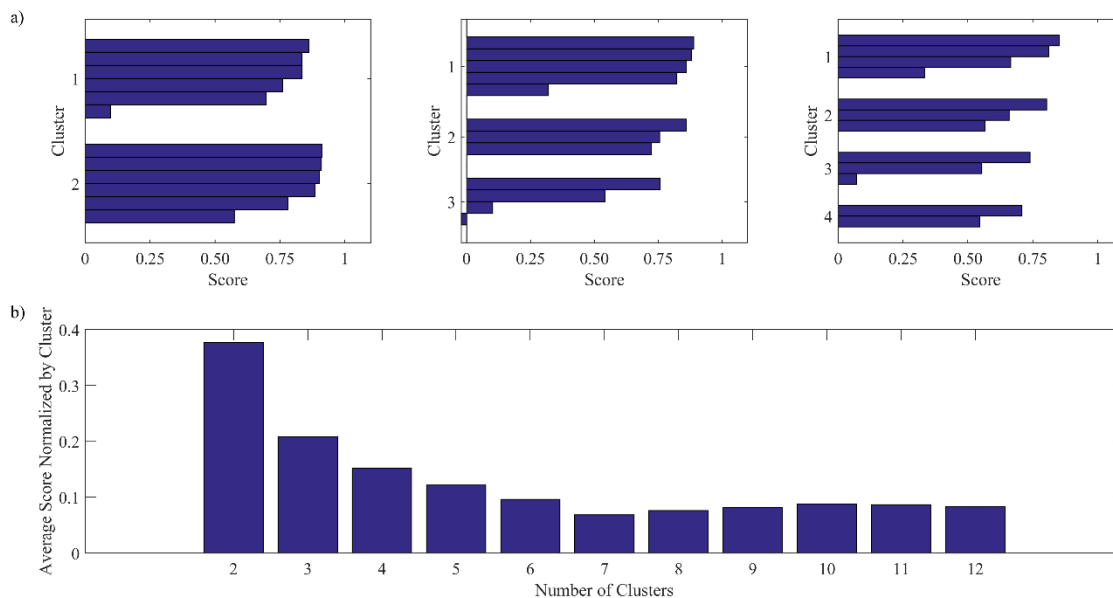 a)
Cluster
1
2
0 0.25 0.5 0.75 1
Score
Cluster
1
2
3
0 0.25 0.5 0.75 1
Score
Cluster
1
2
3
4
0 0.25 0.5 0.75 1
Score
b)
Average Score Normalized by Cluster
0.4
0.3
0.2
0.1
0
2 3 4 5 6 7 8 9 10 11 12
Number of Clusters